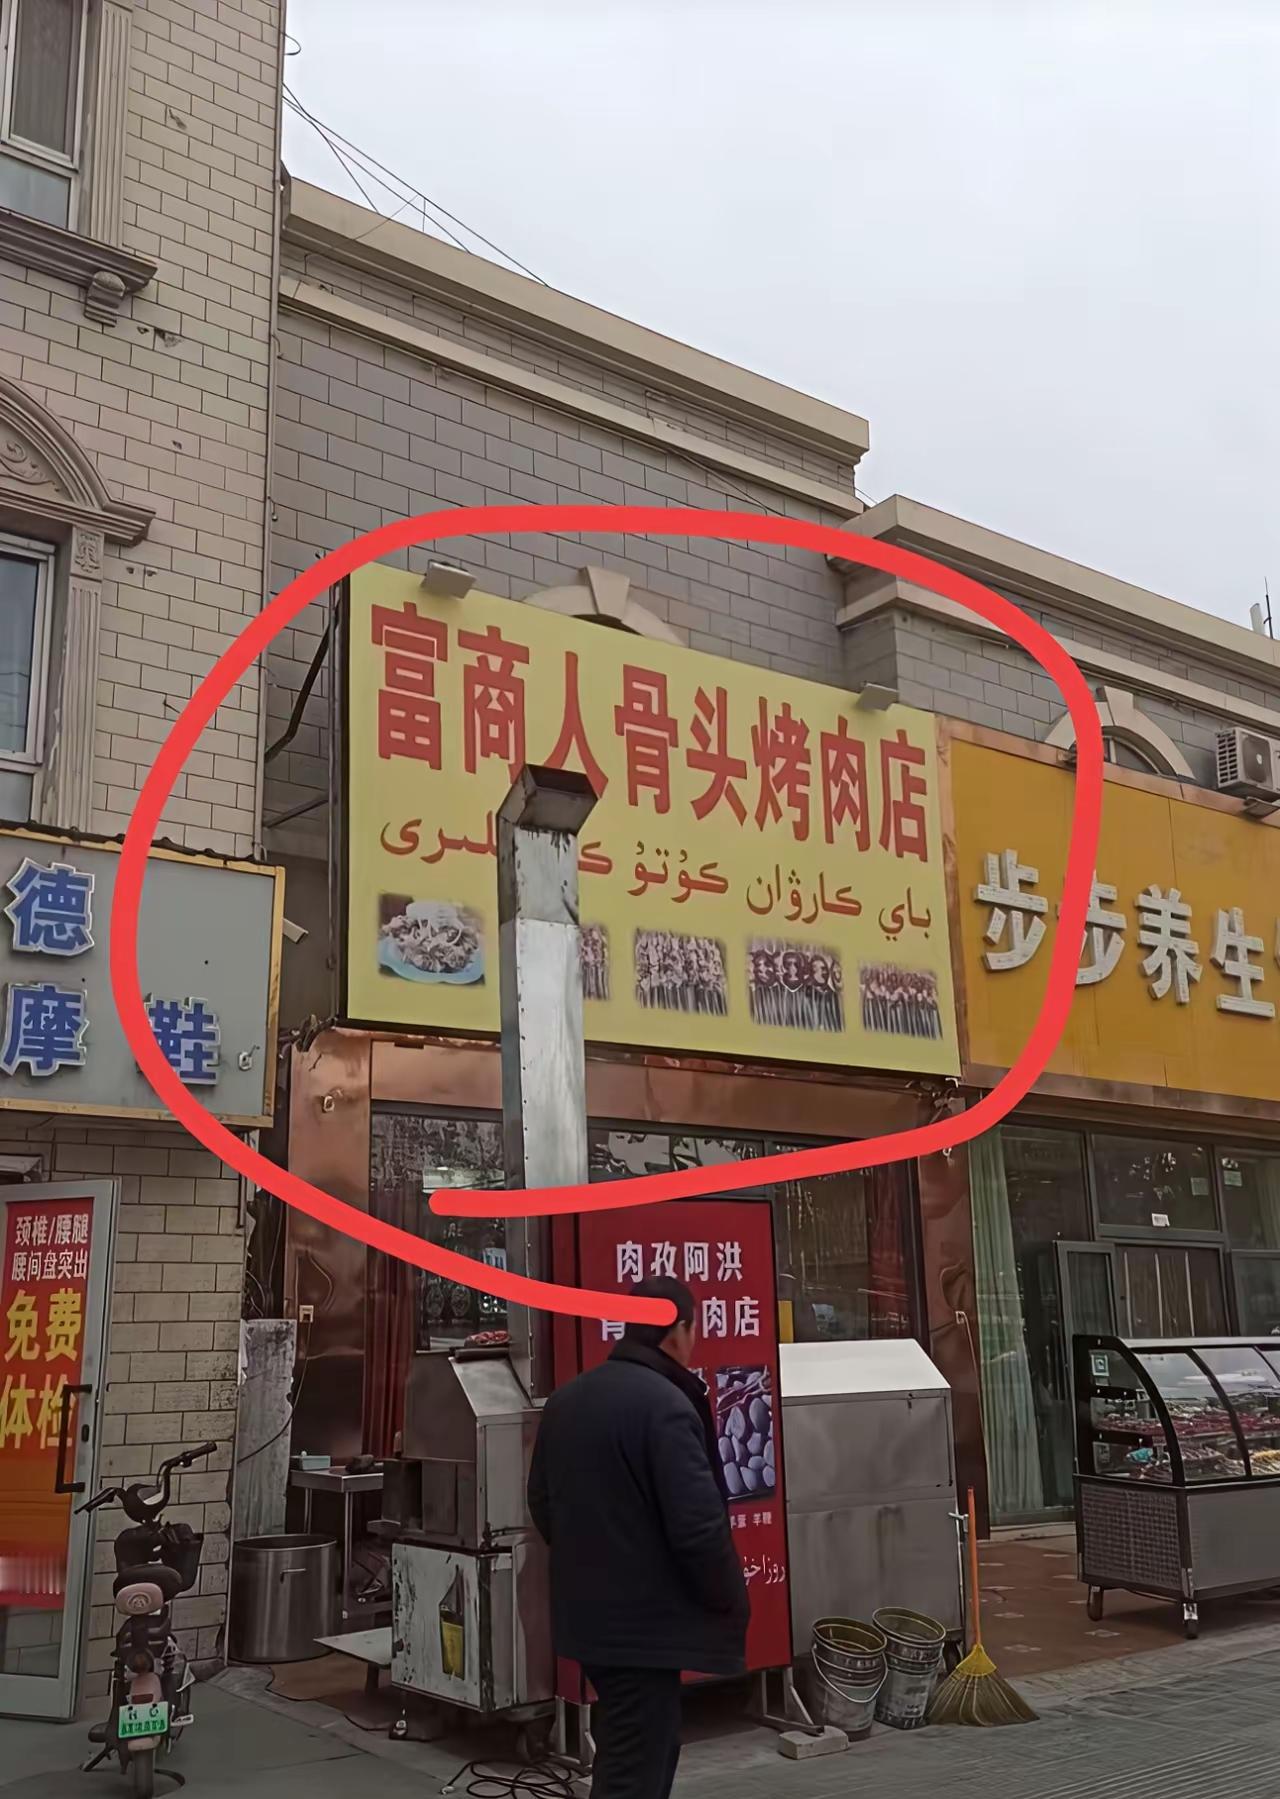 富商人骨头烤肉店
باي كارۋان كۆتۈ
德
摩
鞋
步步养生
颈椎/腰腿
腰间盘突出
免费
体检
肉孜阿洪
肉店